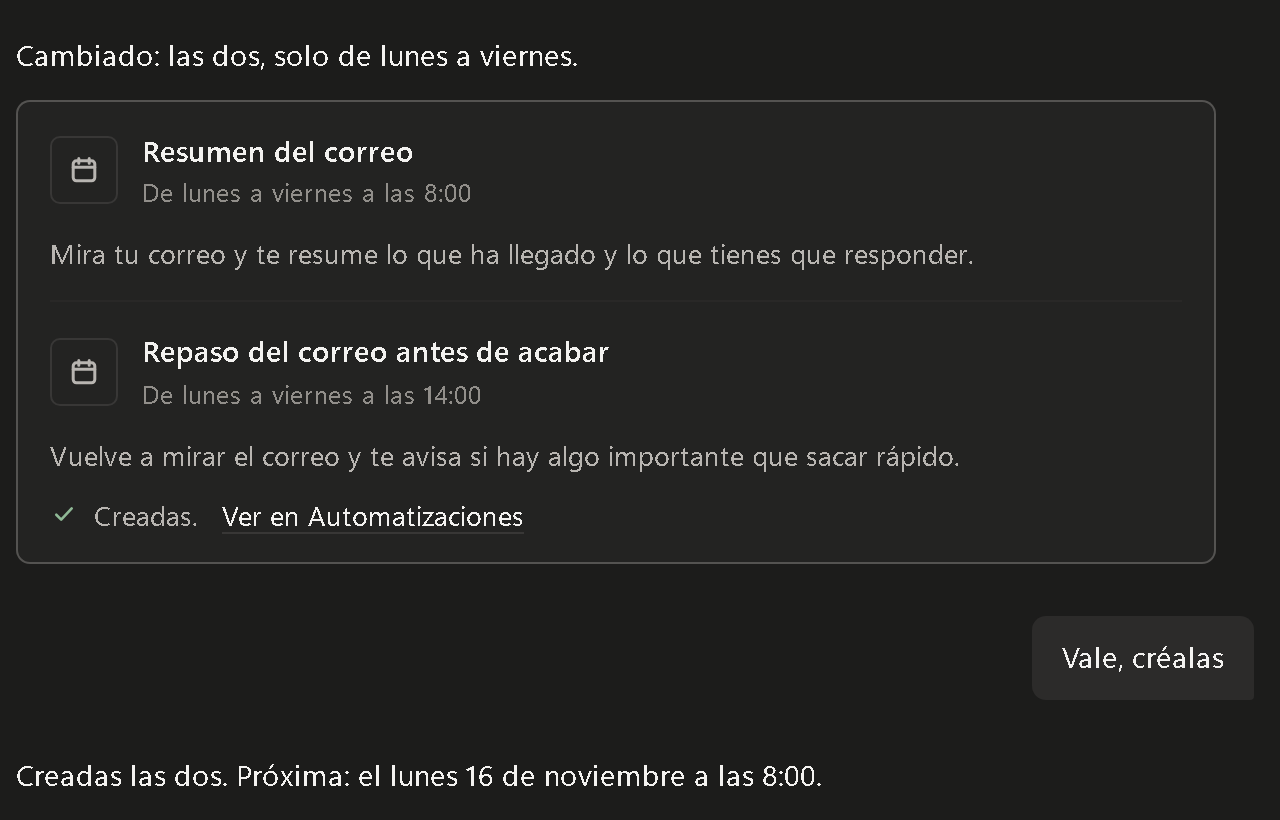 Cambiado: las dos, solo de lunes a viernes.
Resumen del correo
De lunes a viernes a las 8:00
Mira tu correo y te resume lo que ha llegado y lo que tienes que responder.
Repaso del correo antes de acabar
De lunes a viernes a las 14:00
Vuelve a mirar el correo y te avisa si hay algo importante que sacar rápido.
Creadas. Ver en Automatizaciones
Vale, créalas
Creadas las dos. Próxima: el lunes 16 de noviembre a las 8:00.